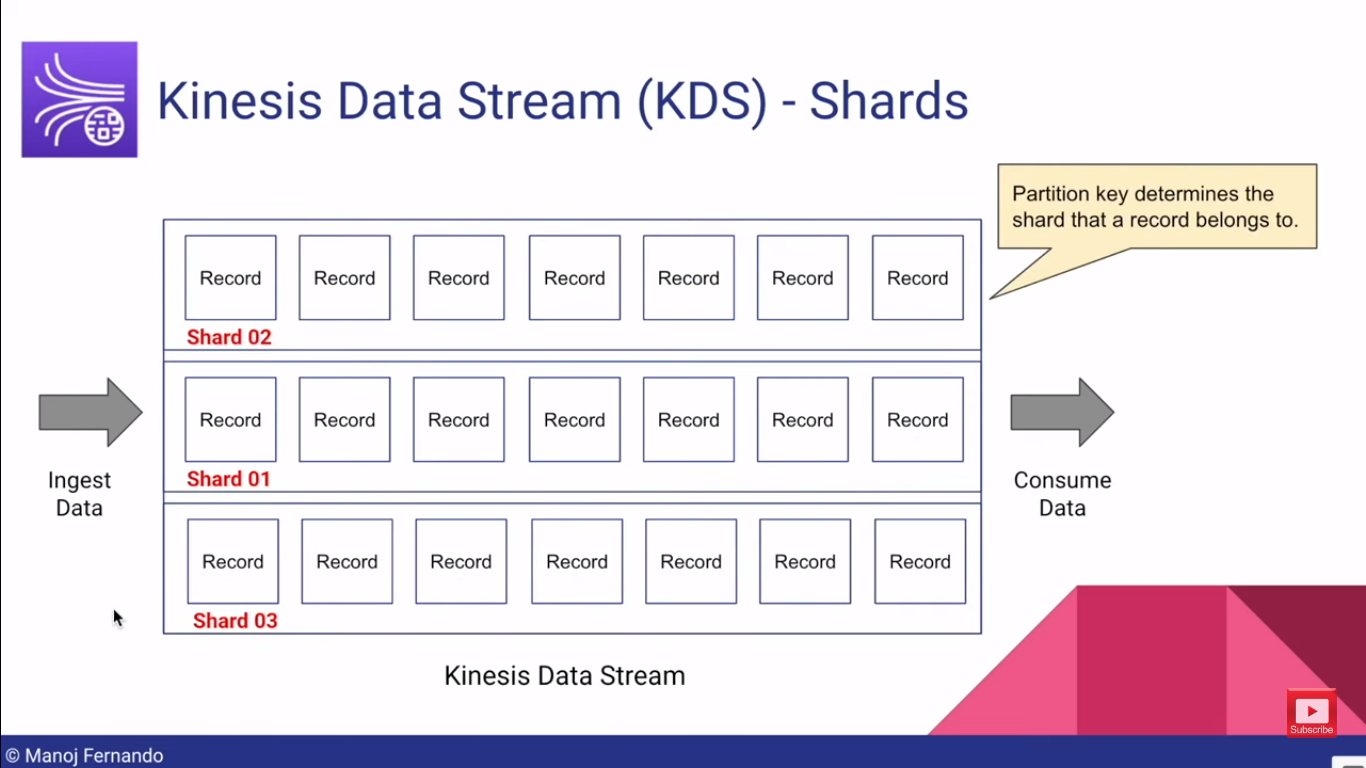 Kinesis Data Stream (KDS) - Shards
Partition key determines the
shard that a record belongs to.
Record Record Record Record Record Record Record
Shard 02
Record Record Record Record Record Record Record
Shard 01
Record Record Record Record Record Record Record
Shard 03
Ingest
Data
Consume
Data
Kinesis Data Stream
Subscribe
© Manoj Fernando